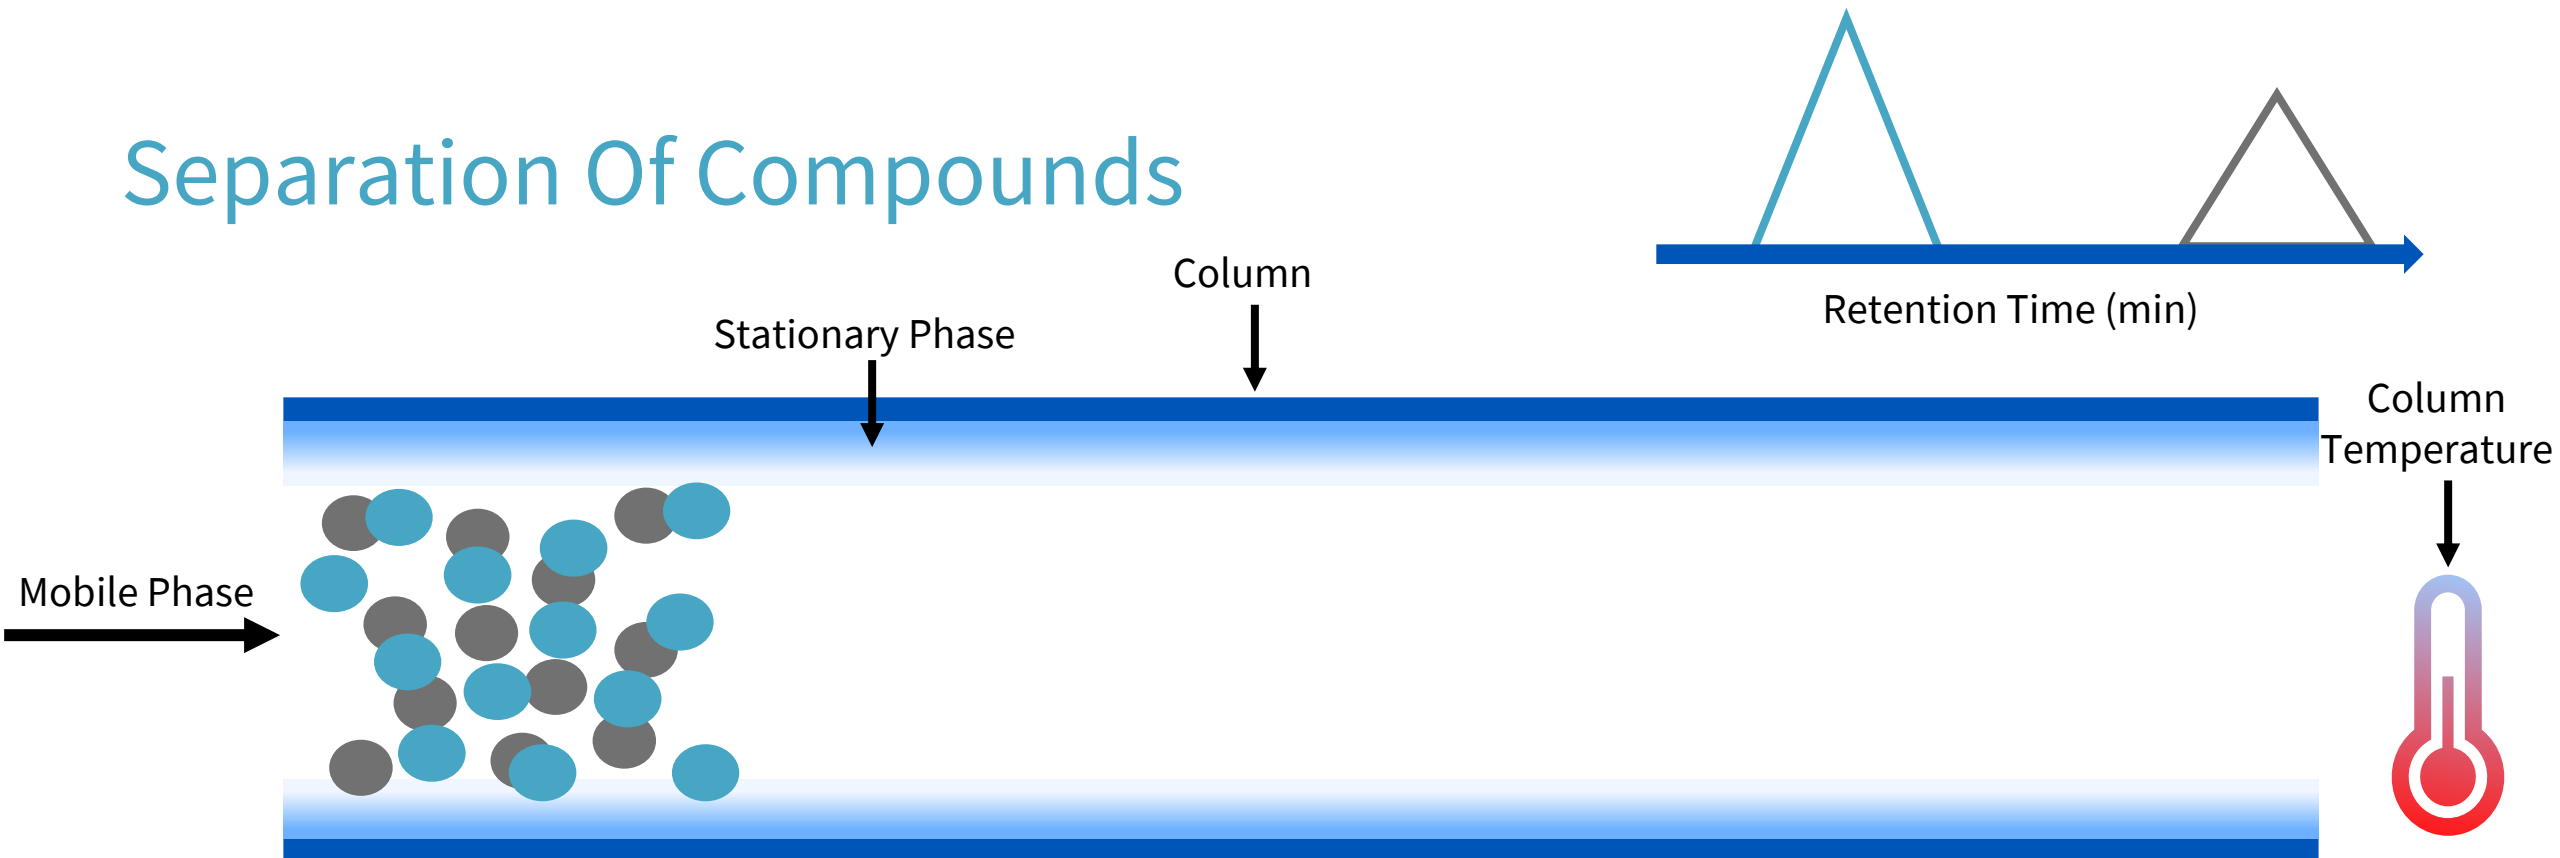 Separation Of Compounds
Column
Retention Time (min)
Stationary Phase
Column
Temperature
Mobile Phase